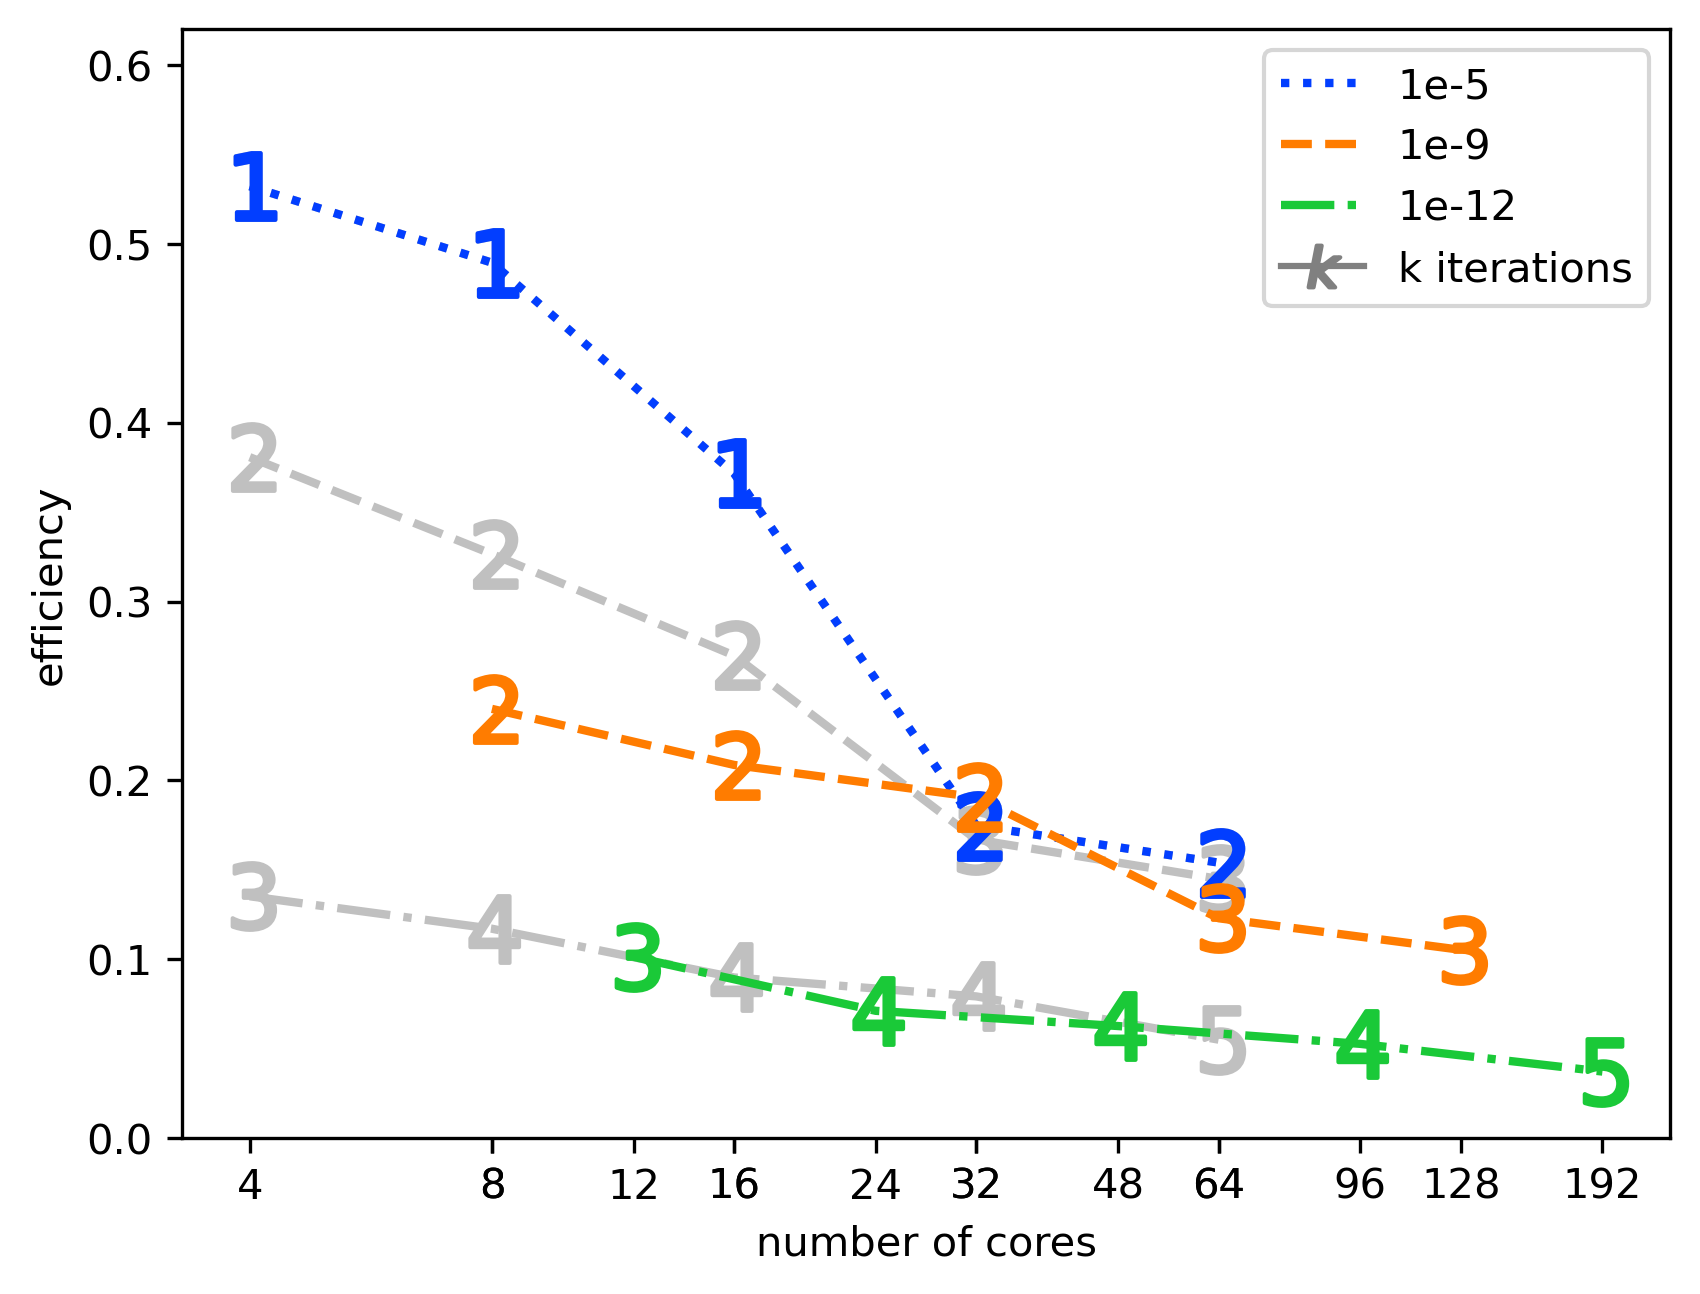 0.6
0.5
0.4
0.3
0.2
0.1
0.0
efficiency
4 8 12 16 24 32 48 64 96 128 192
number of cores
1e-5
1e-9
1e-12
k k iterations
1 1 1 2 2
2 2 2 3 3
2 2 2 3 3
3 4 4 4 5
3 4 4 4 5